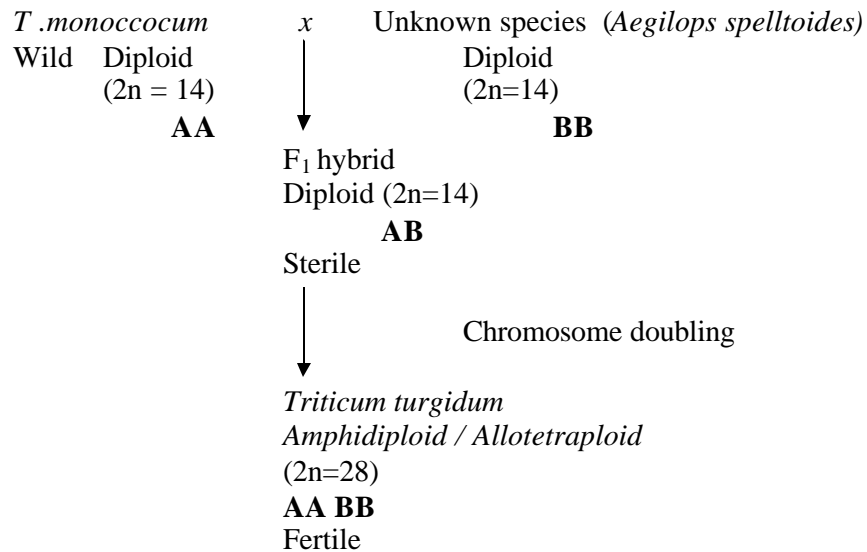 T .monoccocum x Unknown species (Aegilops spelltoides)
Wild Diploid Diploid
(2n = 14) (2n=14)
AA BB
F1 hybrid
Diploid (2n=14)
AB
Sterile
Chromosome doubling
Triticum turgidum
Amphidiploid / Allotetraploid
(2n=28)
AA BB
Fertile